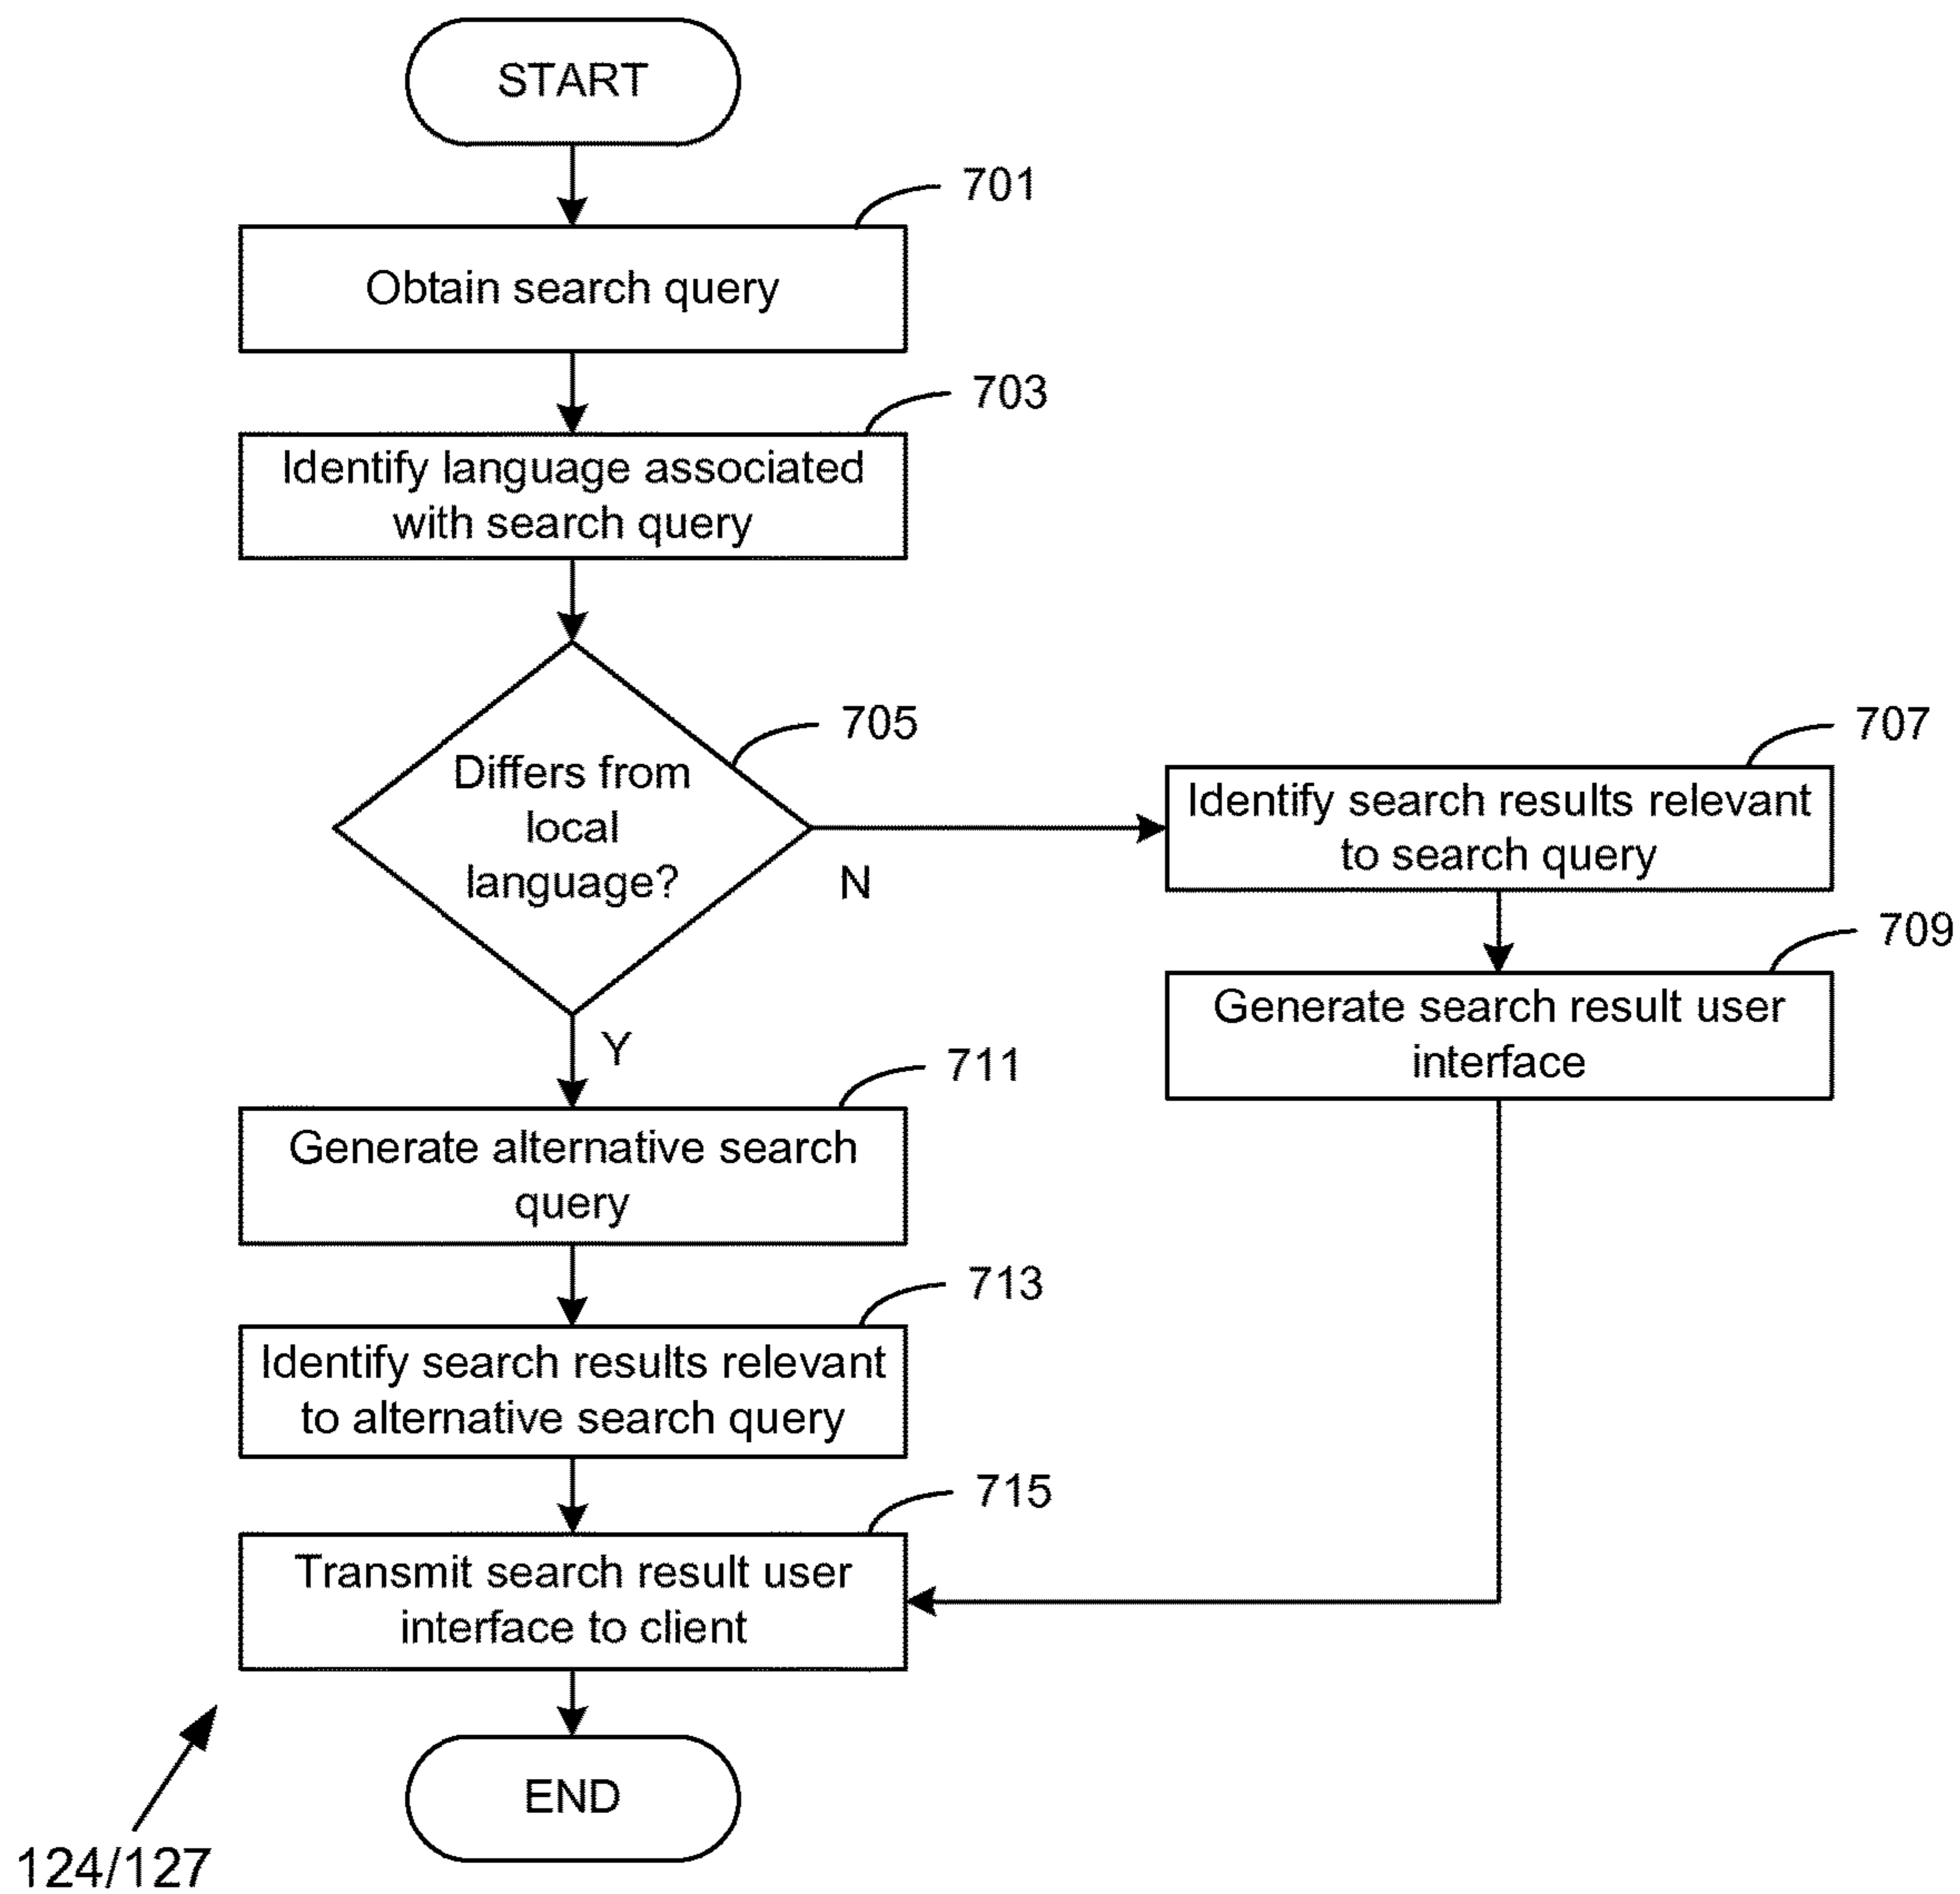 START
701
Obtain search query
703
Identify language associated
with search query
705
Differs from
local
language?
N
Y
707
Identify search results relevant
to search query
709
Generate search result user
interface
711
Generate alternative search
query
713
Identify search results relevant
to alternative search query
715
Transmit search result user
interface to client
END
124/127